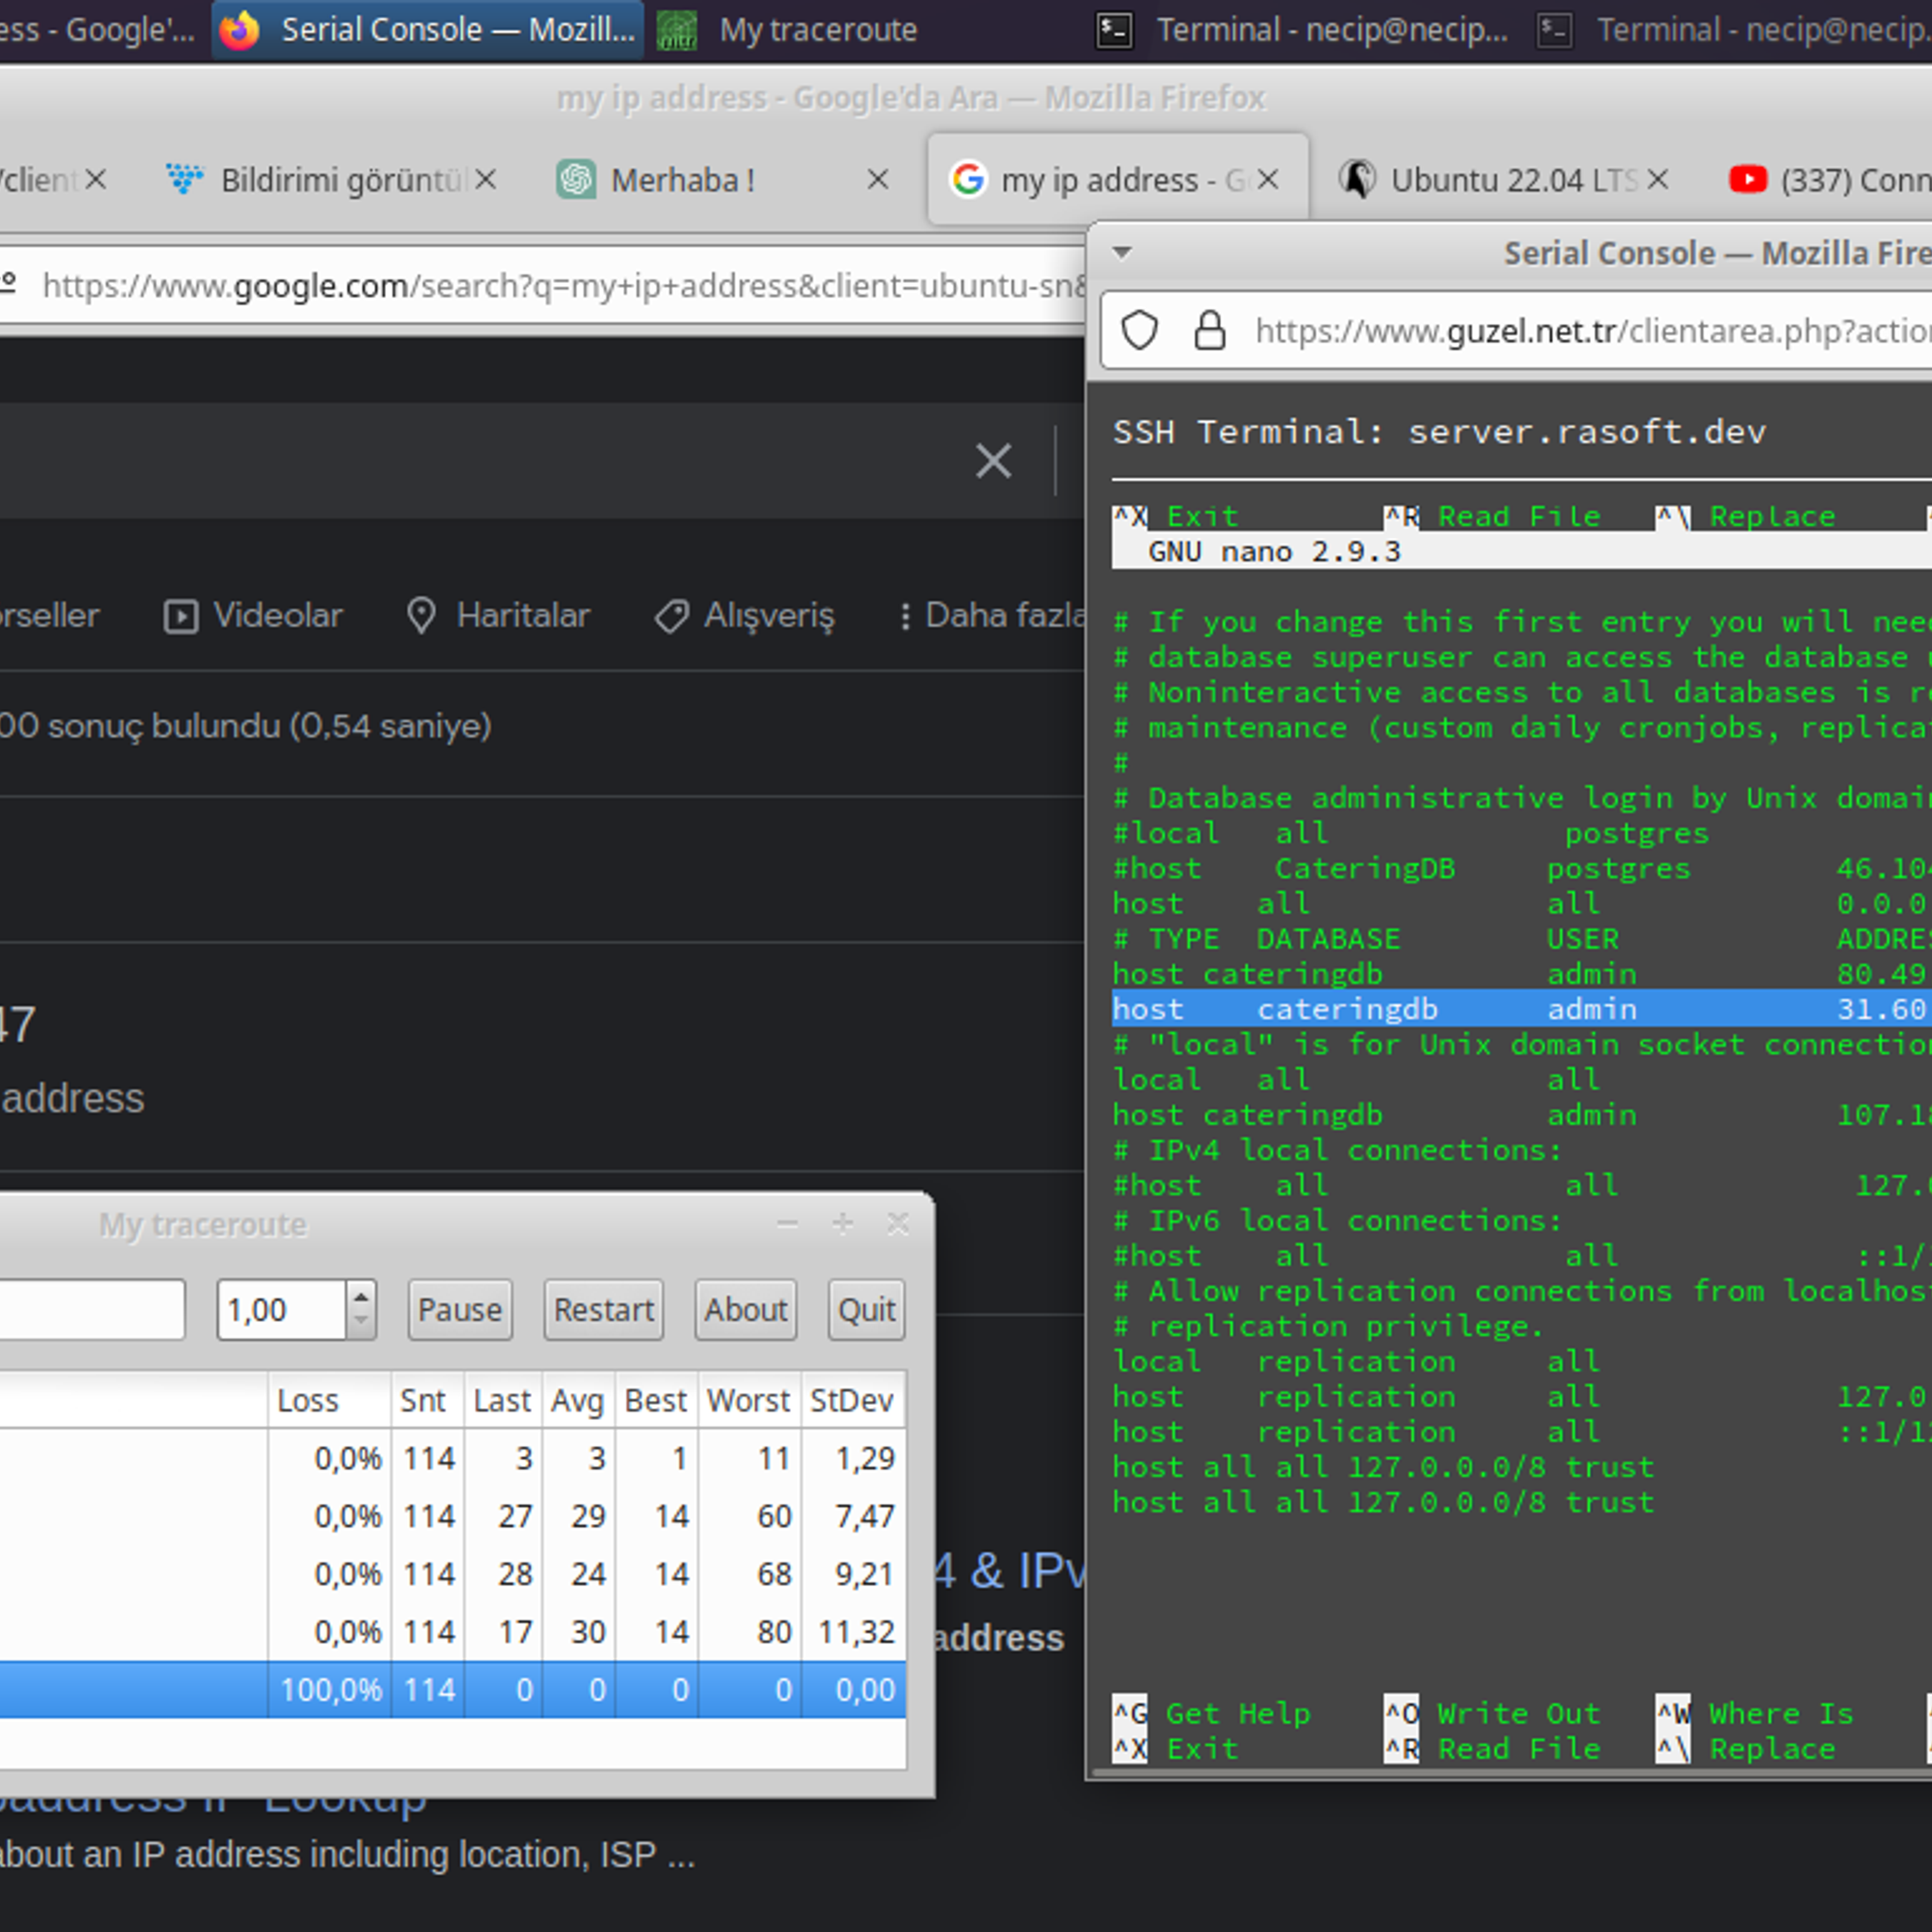 ess - Google'...
Serial Console — Mozill...
My traceroute
Terminal - necip@necip...
Terminal - necip@necip.
my ip address - Google'da Ara — Mozilla Firefox
/client
Bildirimi görüntül
Merhaba !
my ip address - G
Ubuntu 22.04 LTS
(337) Conn
https://www.google.com/search?q=my+ip+address&client=ubuntu-sn&
rseller
Videolar
Haritalar
Alışveriş
Daha fazla
00 sonuç bulundu (0,54 saniye)
47
address
4 & IPv
address
IP Lookup
about an IP address including location, ISP ...
My traceroute
1,00
Pause
Restart
About
Quit
Loss Snt Last Avg Best Worst StDev
0,0% 114 3 3 1 11 1,29
0,0% 114 27 29 14 60 7,47
0,0% 114 28 24 14 68 9,21
0,0% 114 17 30 14 80 11,32
100,0% 114 0 0 0 0 0,00
Serial Console — Mozilla Fire
https://www.guzel.net.tr/clientarea.php?action
SSH Terminal: server.rasoft.dev
^X Exit ^R Read File ^\ Replace
GNU nano 2.9.3
# If you change this first entry you will need
# database superuser can access the database u
# Noninteractive access to all databases is re
# maintenance (custom daily cronjobs, replicat
#
# Database administrative login by Unix domain
#local all postgres
#host CateringDB postgres 46.104
host all all 0.0.0
# TYPE DATABASE USER ADDRES
host cateringdb admin 80.49
host cateringdb admin 31.60
# "local" is for Unix domain socket connection
local all all
host cateringdb admin 107.18
# IPv4 local connections:
#host all all 127.0
# IPv6 local connections:
#host all all ::1/1
# Allow replication connections from localhost
# replication privilege.
local replication all
host replication all 127.0
host replication all ::1/12
host all all 127.0.0.0/8 trust
host all all 127.0.0.0/8 trust
^G Get Help ^O Write Out ^W Where Is
^X Exit ^R Read File ^\ Replace